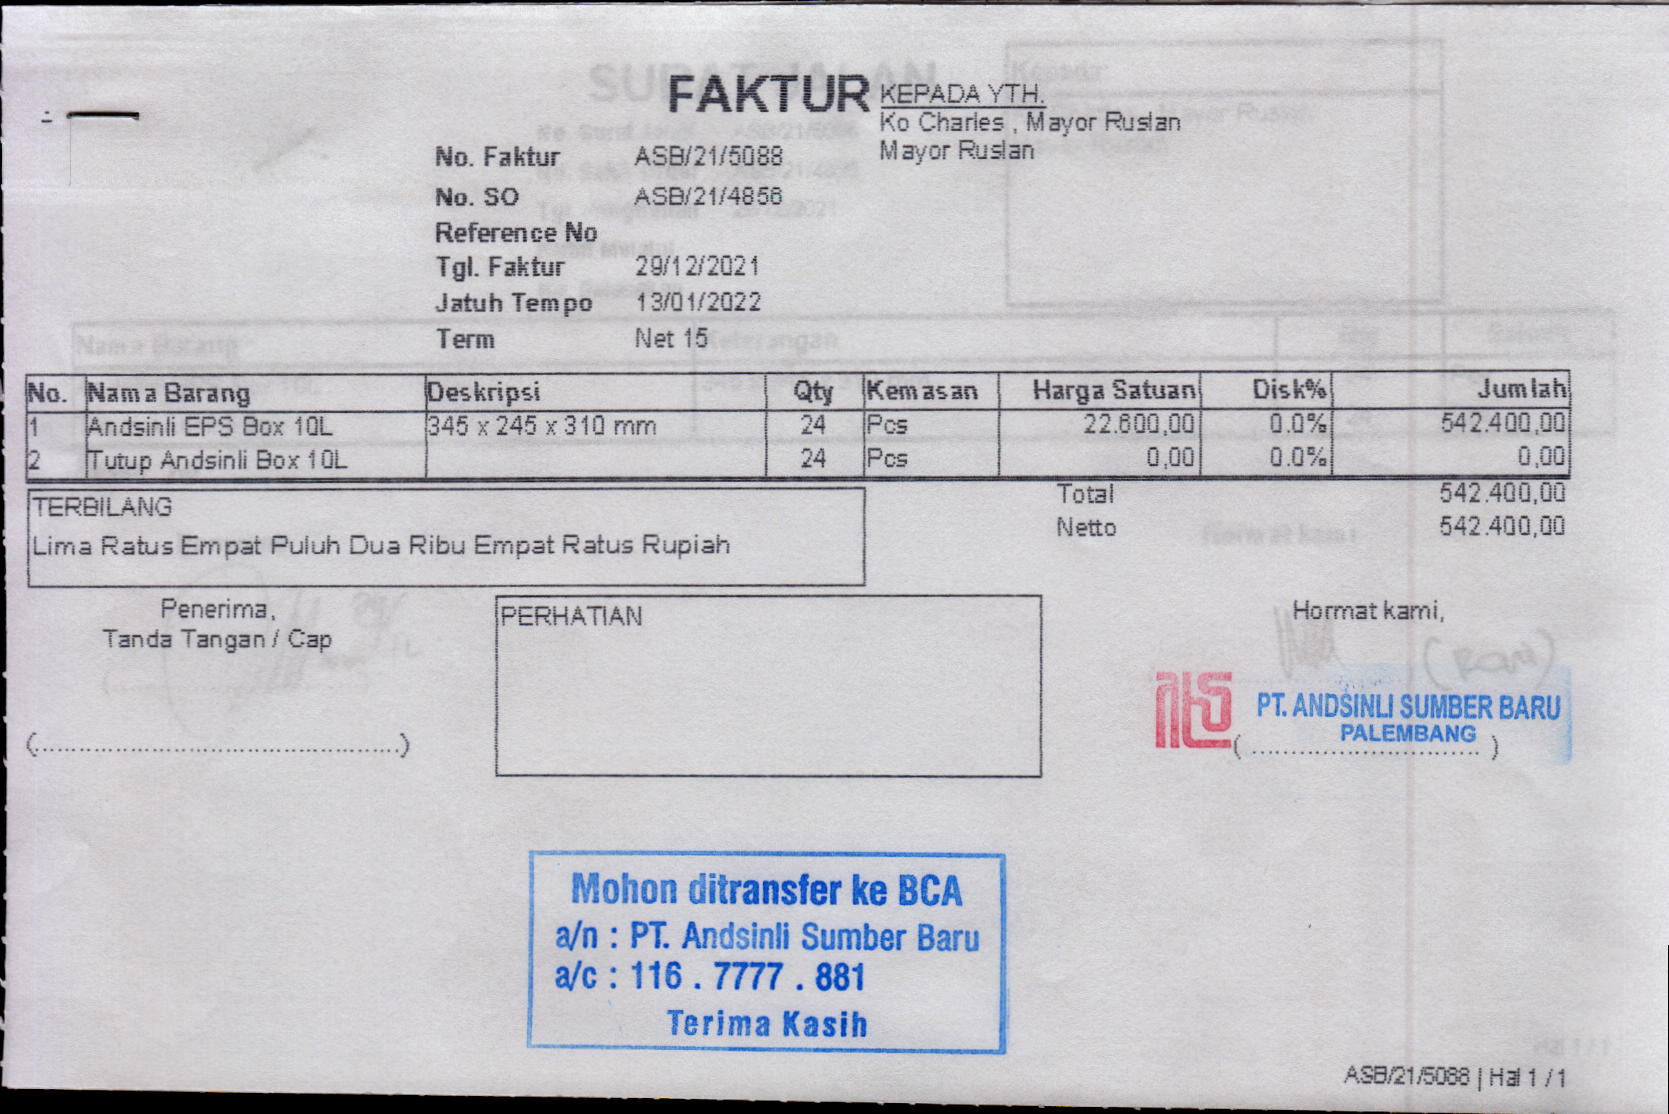 FAKTUR
KEPADA YTH.
Ko Charles , Mayor Ruslan
Mayor Ruslan
No. Faktur ASB/21/5088
No. SO ASB/21/4856
Reference No
Tgl. Faktur 29/12/2021
Jatuh Tempo 13/01/2022
Term Net 15
No. Nama Barang Deskripsi Qty Kemasan Harga Satuan Disk% Jumlah
1 Andsinli EPS Box 10L 345 x 245 x 310 mm 24 Pcs 22.600,00 0.0% 542.400,00
2 Tutup Andsinli Box 10L 24 Pcs 0,00 0.0% 0,00
Total 542.400,00
Netto 542.400,00
TERBILANG
Lima Ratus Empat Puluh Dua Ribu Empat Ratus Rupiah
Penerima,
Tanda Tangan / Cap
(.................................................)
PERHATIAN
Hormat kami,
PT. ANDSINLI SUMBER BARU
PALEMBANG
( .............................. )
Mohon ditransfer ke BCA
a/n : PT. Andsinli Sumber Baru
a/c : 116 . 7777 . 881
Terima Kasih
ASB/21/5088 | Hal 1 / 1